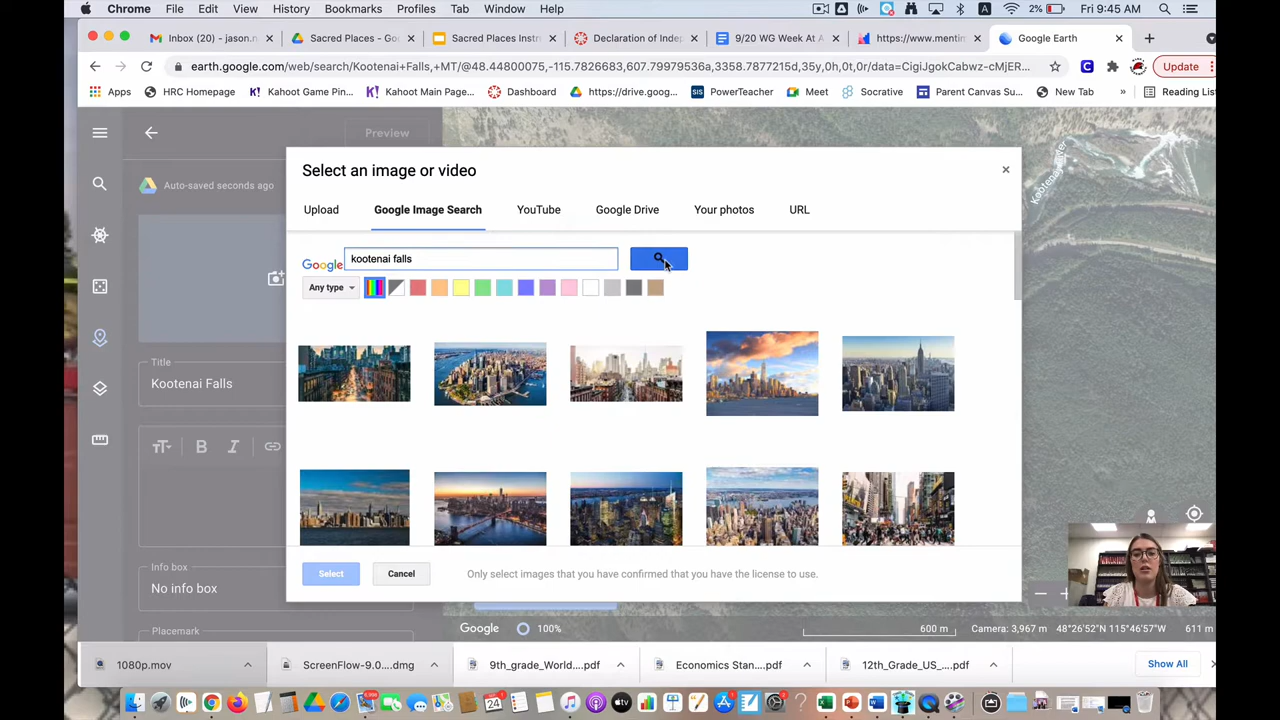 Chrome File Edit View History Bookmarks Profiles Tab Window Help 2% Fri 9:45 AM
Inbox (20) – jason.n Sacred Places - Goo Sacred Places Instr Declaration of Indep 9/20 WG Week At A https://www.mentim Google Earth
earth.google.com/web/search/Kootenai+Falls,+MT/@48.44800075,-115.7826683,607.79979536a,3358.7877215d,35y,0h,0t,0r/data=CigiJgokCabwz-cMjER... Update
Apps HRC Homepage Kahoot Game Pin... Kahoot Main Page... Dashboard https://drive.goog... SIS PowerTeacher Meet Socrative Parent Canvas Su... New Tab » Reading List
Preview
Auto-saved seconds ago
Kootenai River
Select an image or video
Upload Google Image Search YouTube Google Drive Your photos URL
Google kootenai falls
Any type
Title
Kootenai Falls
Info box
No info box
Placemark
Select Cancel Only select images that you have confirmed that you have the license to use.
Google 100% 600 m Camera: 3,967 m 48°26'52"N 115°46'57"W 611 m
1080p.mov ScreenFlow-9.0....dmg 9th_grade_World....pdf Economics Stan....pdf 12th_Grade_US_....pdf Show All